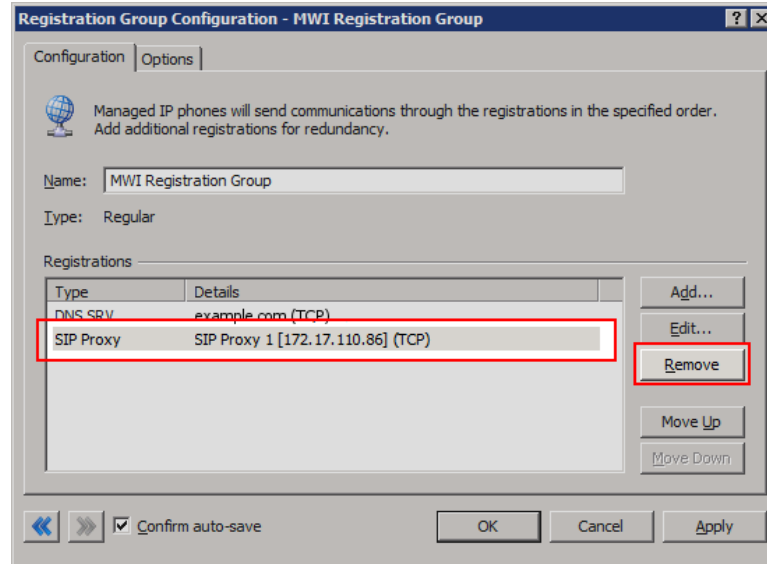 Registration Group Configuration - MWI Registration Group
Configuration
Options
Managed IP phones will send communications through the registrations in the specified order.
Add additional registrations for redundancy.
Name: MWI Registration Group
Type: Regular
Registrations
Type Details
DNS SRV example.com (TCP)
SIP Proxy SIP Proxy 1 [172.17.110.86] (TCP)
Add...
Edit...
Remove
Move Up
Move Down
Confirm auto-save
OK
Cancel
Apply